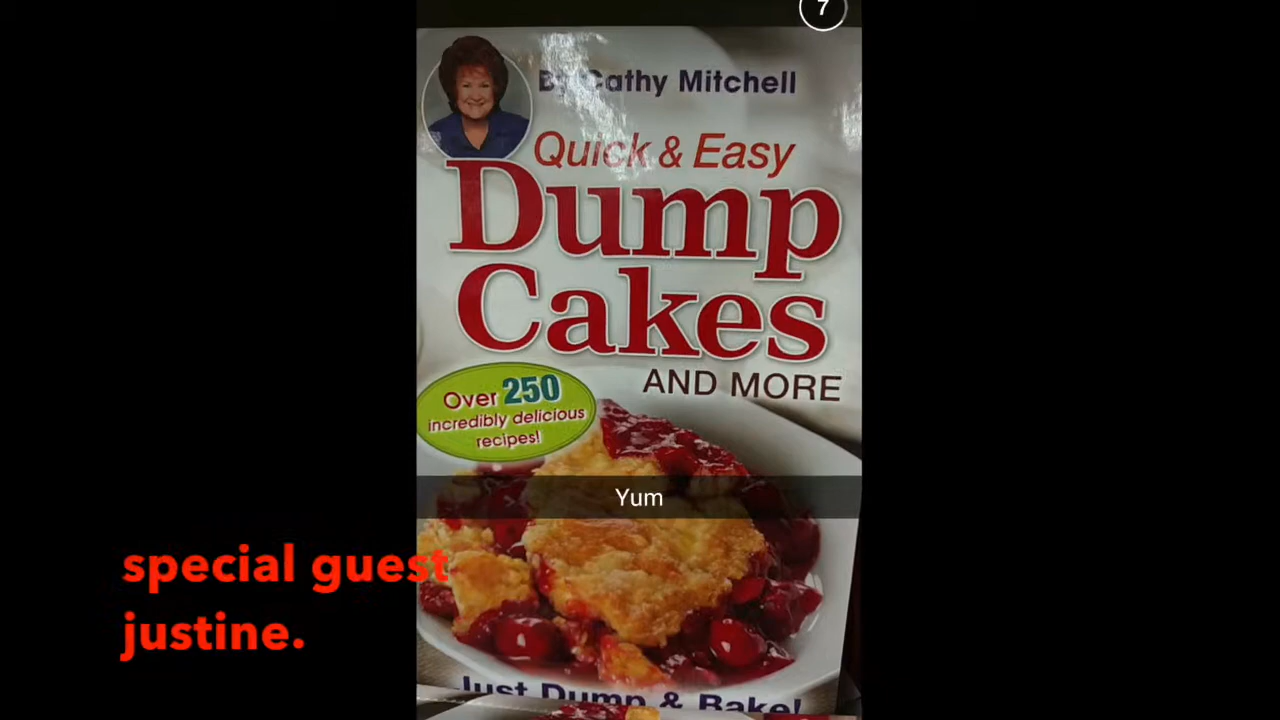 7
By Cathy Mitchell
Quick & Easy
Dump
Cakes
AND MORE
Over 250
incredibly delicious
recipes!
Yum
special guest
justine.
Just Dump & Bake!